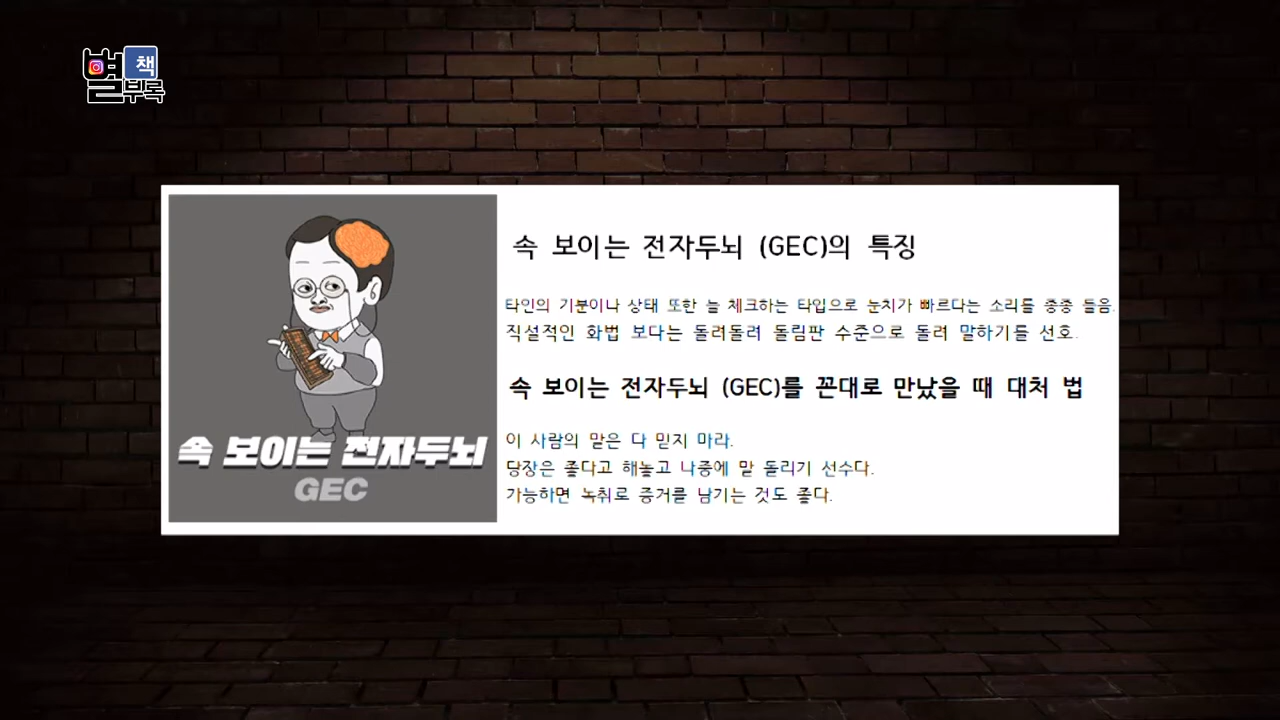 별책
부록
속 보이는 전자두뇌 (GEC)의 특징
타인의 기분이나 상태 또한 늘 체크하는 타입으로 눈치가 빠르다는 소리를 종종 들음.
직설적인 화법 보다는 돌려돌려 돌림판 수준으로 돌려 말하기를 선호.
속 보이는 전자두뇌 (GEC)를 꼰대로 만났을 때 대처 법
이 사람의 말은 다 믿지 마라.
당장은 좋다고 해놓고 나중에 말 돌리기 선수다.
가능하면 녹취로 증거를 남기는 것도 좋다.
속 보이는 전자두뇌
GEC